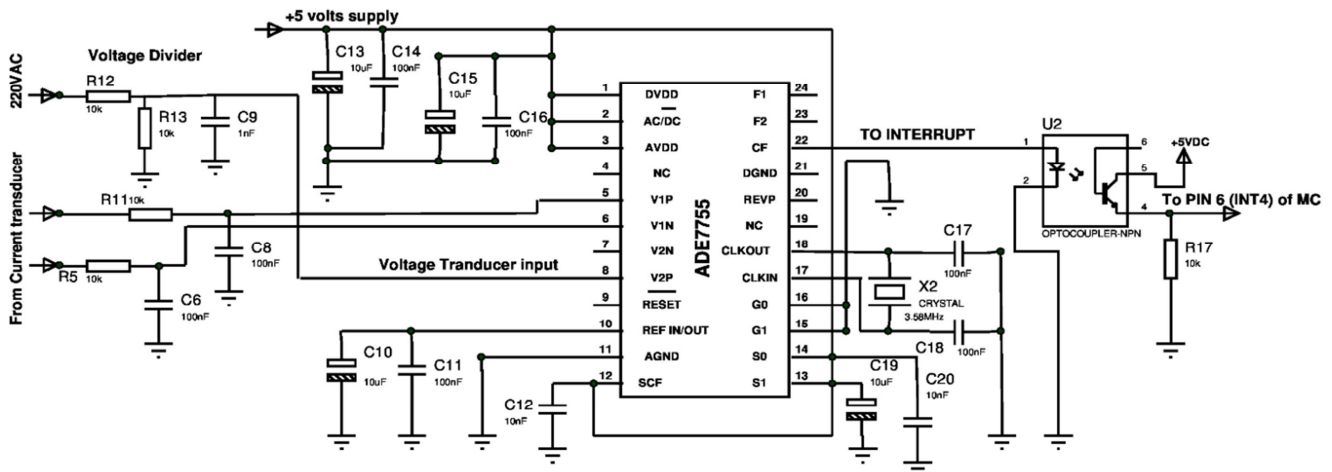 +5 volts supply
Voltage Divider
220VAC
R12
10k
R13
10k
C9
1nF
C13
10uF
C14
100nF
C15
10uF
C16
100nF
From Current transducer
R11 10k
R5 10k
C8
100nF
C6
100nF
Voltage Tranducer input
C10
10uF
C11
100nF
C12
10nF
ADE7755
1 DVDD
2 AC/DC
3 AVDD
4 NC
5 V1P
6 V1N
7 V2N
8 V2P
9 RESET
10 REF IN/OUT
11 AGND
12 SCF
F1 24
F2 23
CF 22
DGND 21
REVP 20
NC 19
CLKOUT 18
CLKIN 17
G0 16
G1 15
S0 14
S1 13
TO INTERRUPT
U2
1
2
6
5
4
OPTOCOUPLER-NPN
+5VDC
To PIN 6 (INT4) of MC
R17
10k
C17
100nF
X2
CRYSTAL
3.58MHz
C18
100nF
C19
10uF
C20
10nF